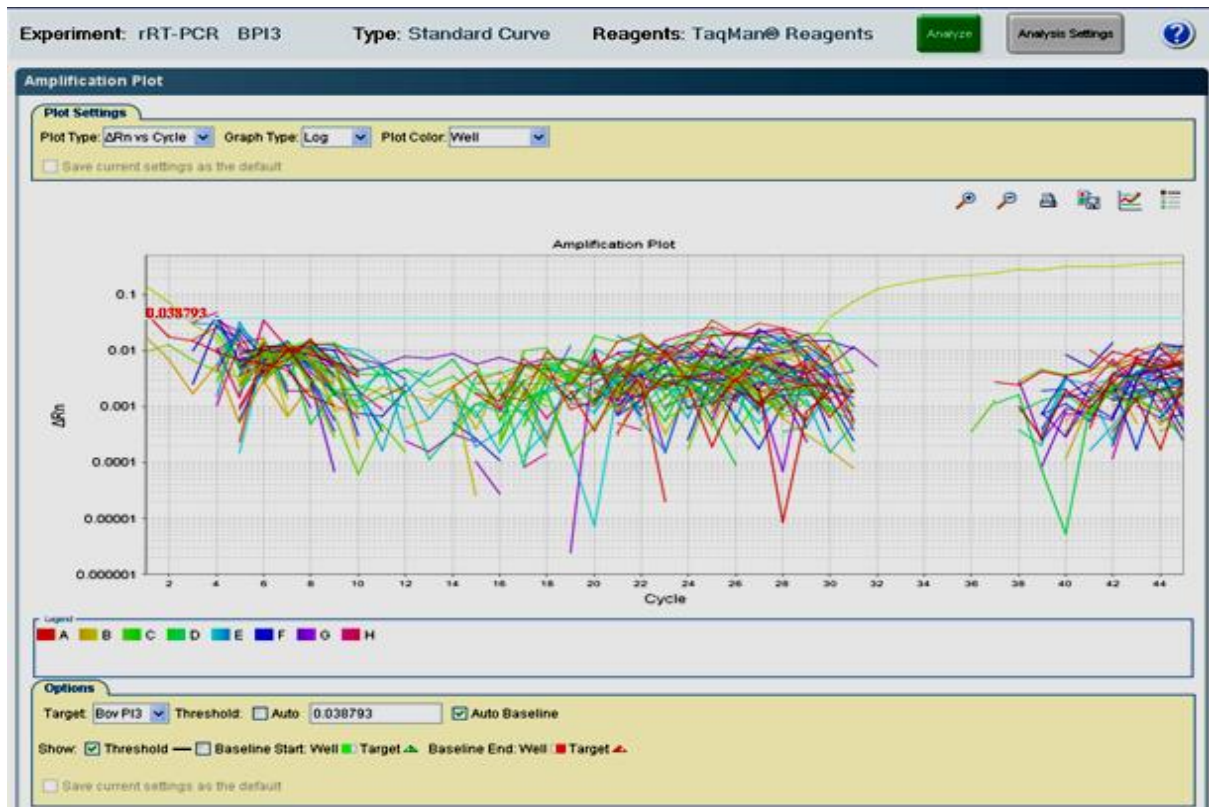 Experiment: rRT-PCR BPI3 Type: Standard Curve Reagents: TaqMan® Reagents Analyze Analysis Settings ?
Amplification Plot
Plot Settings
Plot Type: ΔRn vs Cycle Graph Type: Log Plot Color: Well
Save current settings as the default
Amplification Plot
0.1
0.038793
0.01
0.001
0.0001
0.00001
0.000001
ΔRn
2 4 6 8 10 12 14 16 18 20 22 24 26 28 30 32 34 36 38 40 42 44
Cycle
Legend
A B C D E F G H
Options
Target: Bov PI3 Threshold: Auto 0.038793 Auto Baseline
Show: Threshold Baseline Start: Well Target Baseline End: Well Target
Save current settings as the default